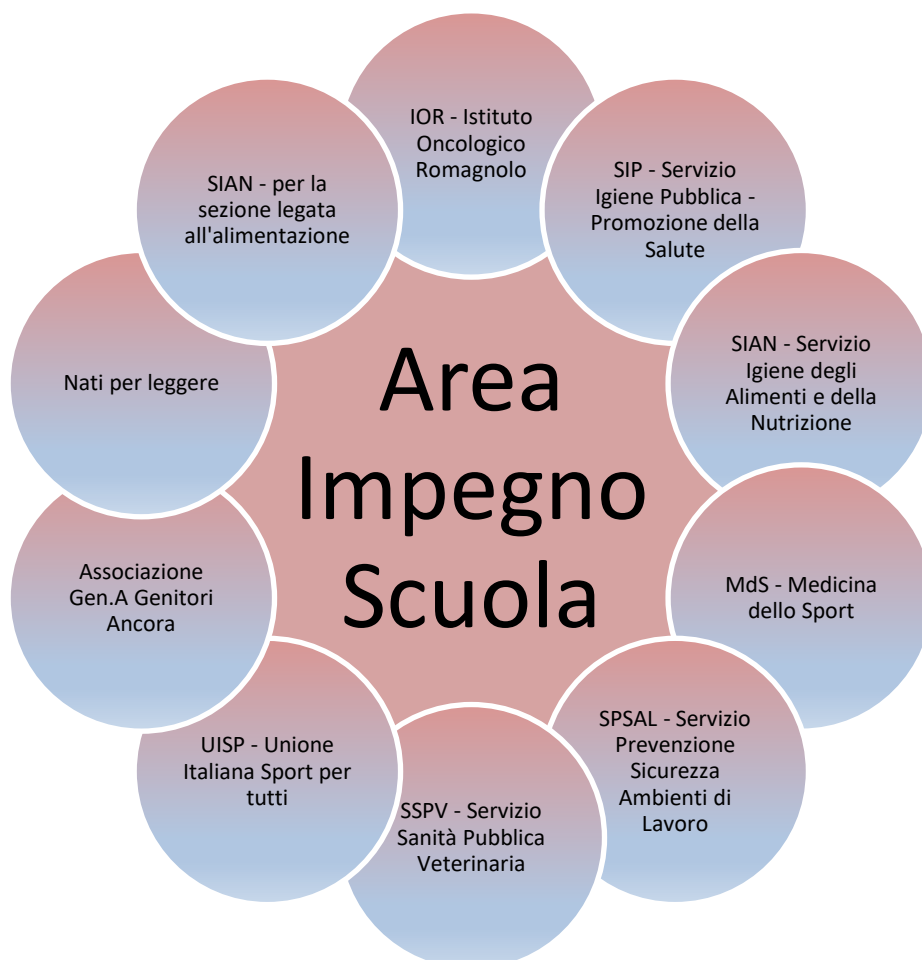 IOR - Istituto
Oncologico
Romagnolo
SIP - Servizio
Igiene Pubblica -
Promozione della
Salute
SIAN - Servizio
Igiene degli
Alimenti e della
Nutrizione
MdS - Medicina
dello Sport
SPSAL - Servizio
Prevenzione
Sicurezza
Ambienti di
Lavoro
SSPV - Servizio
Sanità Pubblica
Veterinaria
UISP - Unione
Italiana Sport per
tutti
Associazione
Gen.A Genitori
Ancora
Nati per leggere
SIAN - per la
sezione legata
all'alimentazione
Area
Impegno
Scuola